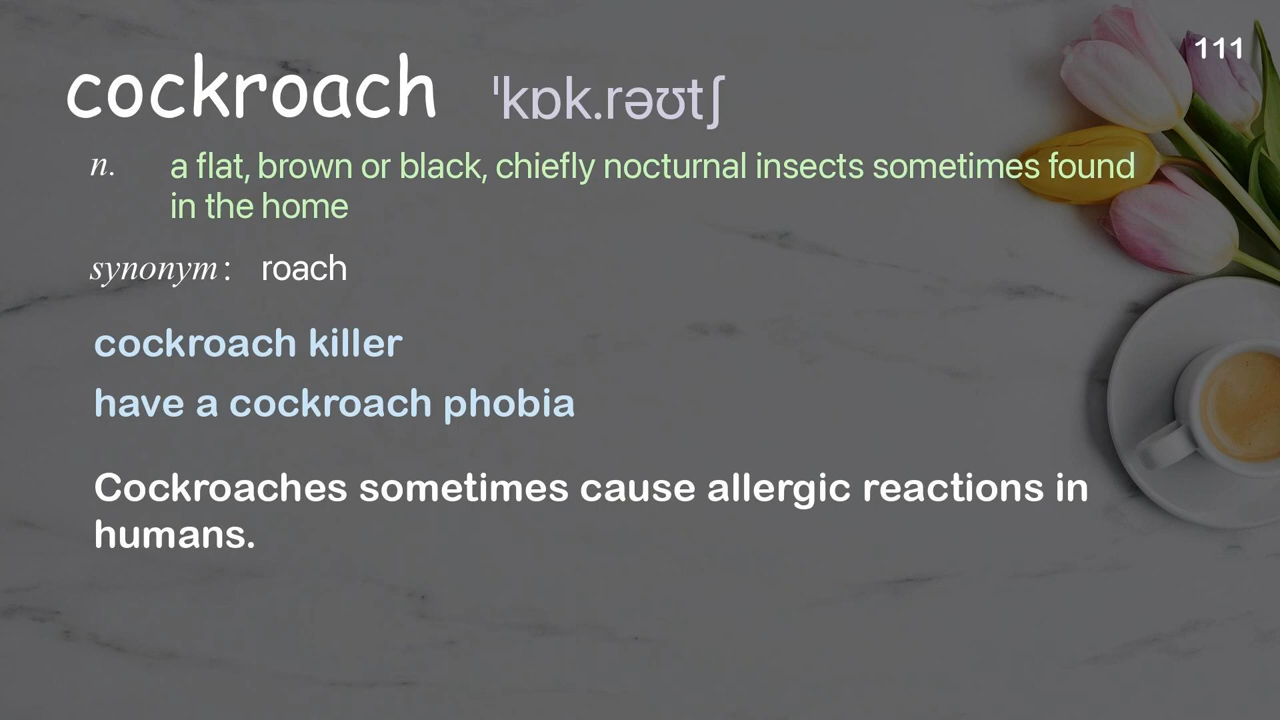 111
cockroach ˈkɒk.rəʊtʃ
n. a flat, brown or black, chiefly nocturnal insects sometimes found
in the home
synonym : roach
cockroach killer
have a cockroach phobia
Cockroaches sometimes cause allergic reactions in
humans.